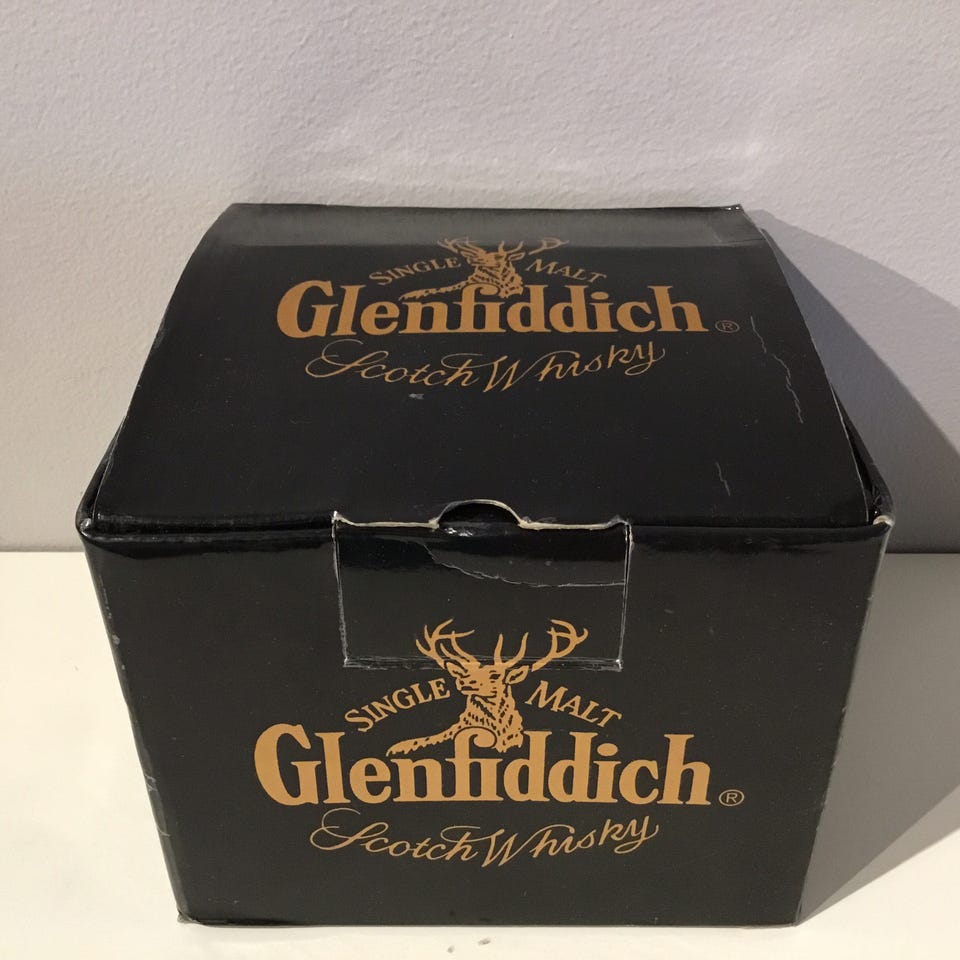 SINGLE MALT
Glenfiddich ®
Scotch Whisky
SINGLE MALT
Glenfiddich ®
Scotch Whisky